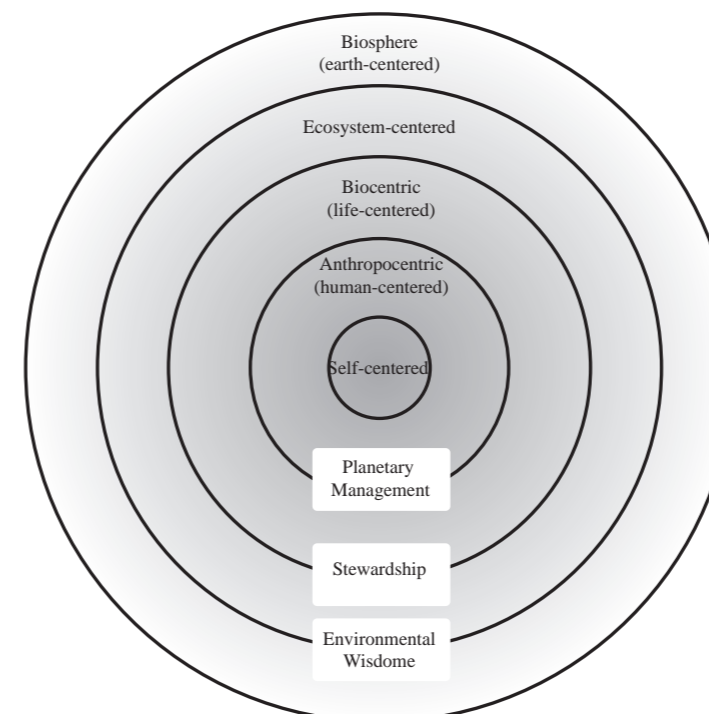 Biosphere
(earth-centered)
Ecosystem-centered
Biocentric
(life-centered)
Anthropocentric
(human-centered)
Self-centered
Planetary
Management
Stewardship
Environmental
Wisdome